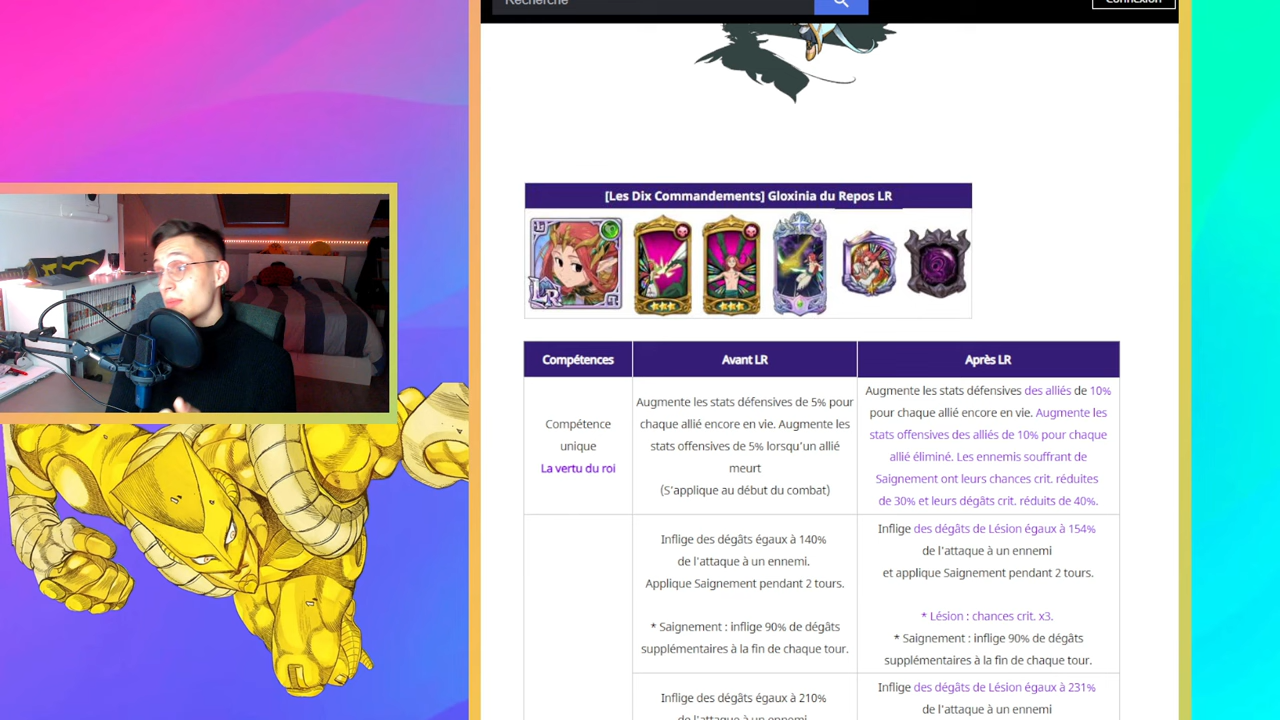 Recherche
Connexion
[Les Dix Commandements] Gloxinia du Repos LR
LR
Compétences
Avant LR
Après LR
Compétence
unique
La vertu du roi
Augmente les stats défensives de 5% pour
chaque allié encore en vie. Augmente les
stats offensives de 5% lorsqu'un allié
meurt
(S'applique au début du combat)
Augmente les stats défensives des alliés de 10%
pour chaque allié encore en vie. Augmente les
stats offensives des alliés de 10% pour chaque
allié éliminé. Les ennemis souffrant de
Saignement ont leurs chances crit. réduites
de 30% et leurs dégâts crit. réduits de 40%.
Inflige des dégâts égaux à 140%
de l'attaque à un ennemi.
Applique Saignement pendant 2 tours.
* Saignement : inflige 90% de dégâts
supplémentaires à la fin de chaque tour.
Inflige des dégâts de Lésion égaux à 154%
de l'attaque à un ennemi
et applique Saignement pendant 2 tours.
* Lésion : chances crit. x3.
* Saignement : inflige 90% de dégâts
supplémentaires à la fin de chaque tour.
Inflige des dégâts égaux à 210%
de l'attaque à un ennemi.
Inflige des dégâts de Lésion égaux à 231%
de l'attaque à un ennemi